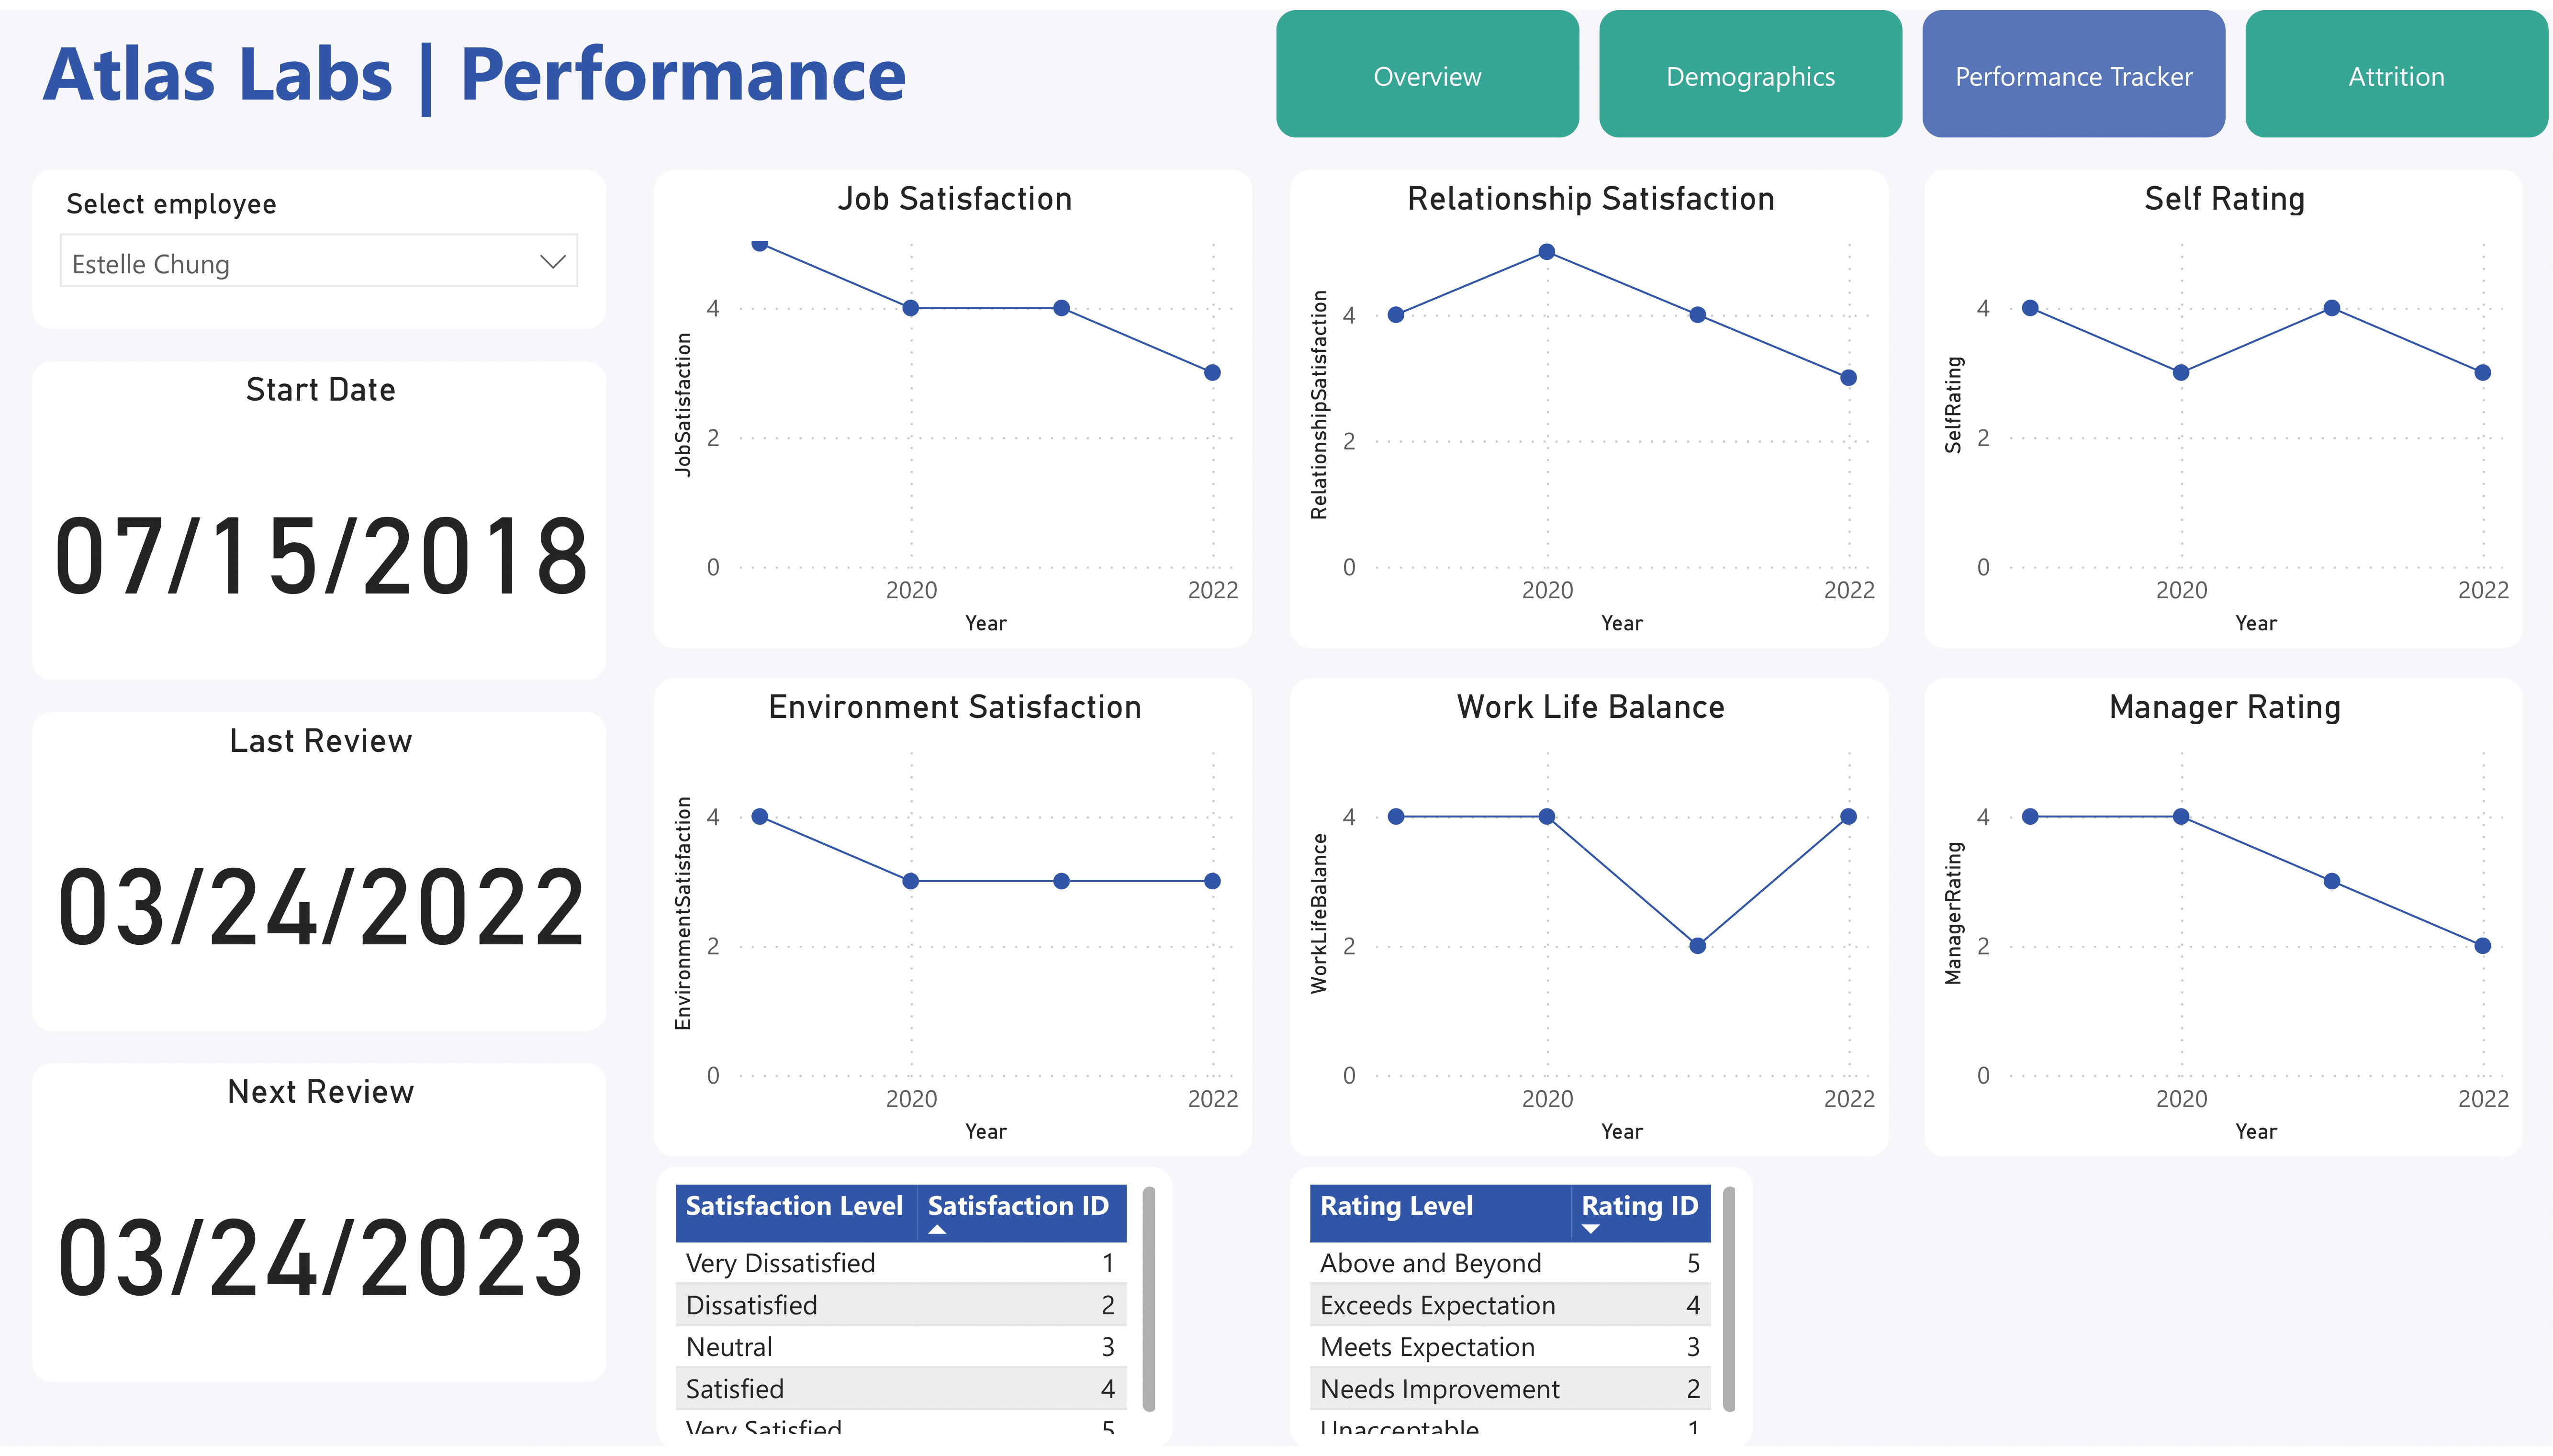 Atlas Labs | Performance
Overview
Demographics
Performance Tracker
Attrition
Select employee
Estelle Chung
Start Date
07/15/2018
Last Review
03/24/2022
Next Review
03/24/2023
Job Satisfaction
JobSatisfaction
4
2
0
2020 2022
Year
Relationship Satisfaction
RelationshipSatisfaction
4
2
0
2020 2022
Year
Self Rating
SelfRating
4
2
0
2020 2022
Year
Environment Satisfaction
EnvironmentSatisfaction
4
2
0
2020 2022
Year
Work Life Balance
WorkLifeBalance
4
2
0
2020 2022
Year
Manager Rating
ManagerRating
4
2
0
2020 2022
Year
Satisfaction Level Satisfaction ID
Very Dissatisfied 1
Dissatisfied 2
Neutral 3
Satisfied 4
Very Satisfied 5
Rating Level Rating ID
Above and Beyond 5
Exceeds Expectation 4
Meets Expectation 3
Needs Improvement 2
Unacceptable 1